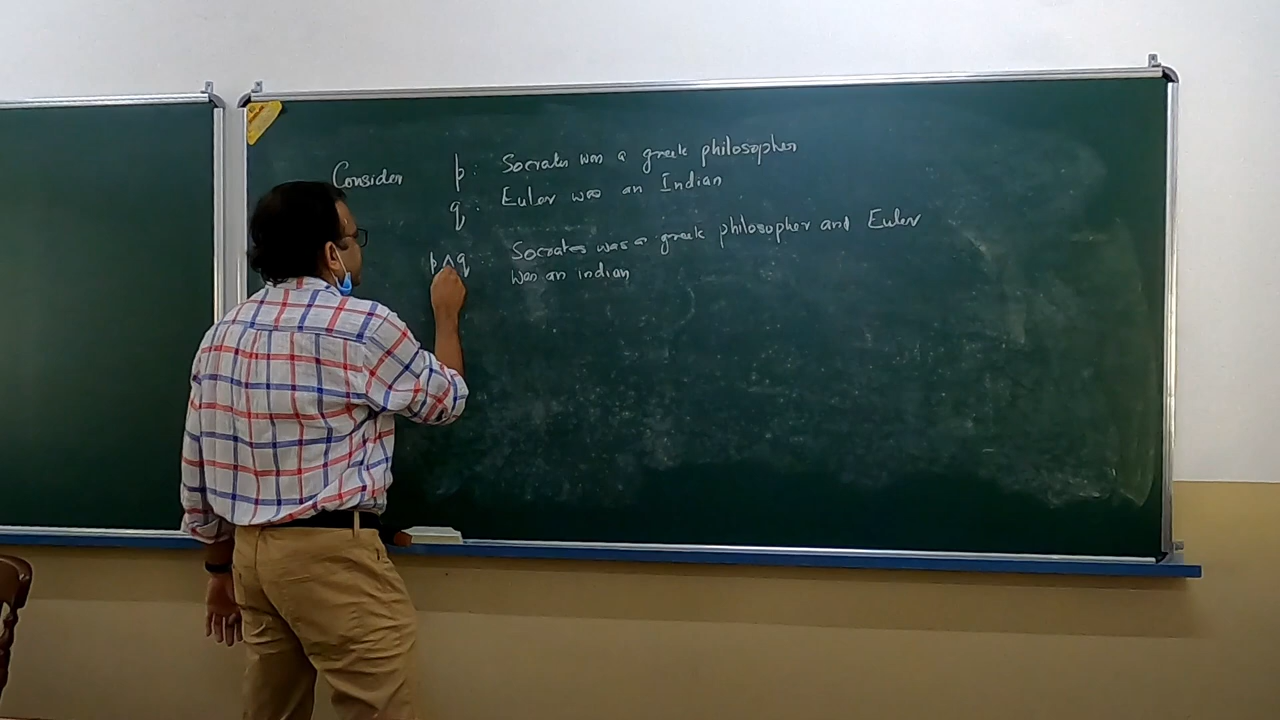 Consider p : Socrates was a greek philosopher
q : Euler was an Indian
p ∧ q : Socrates was a greek philosopher and Euler
was an indian